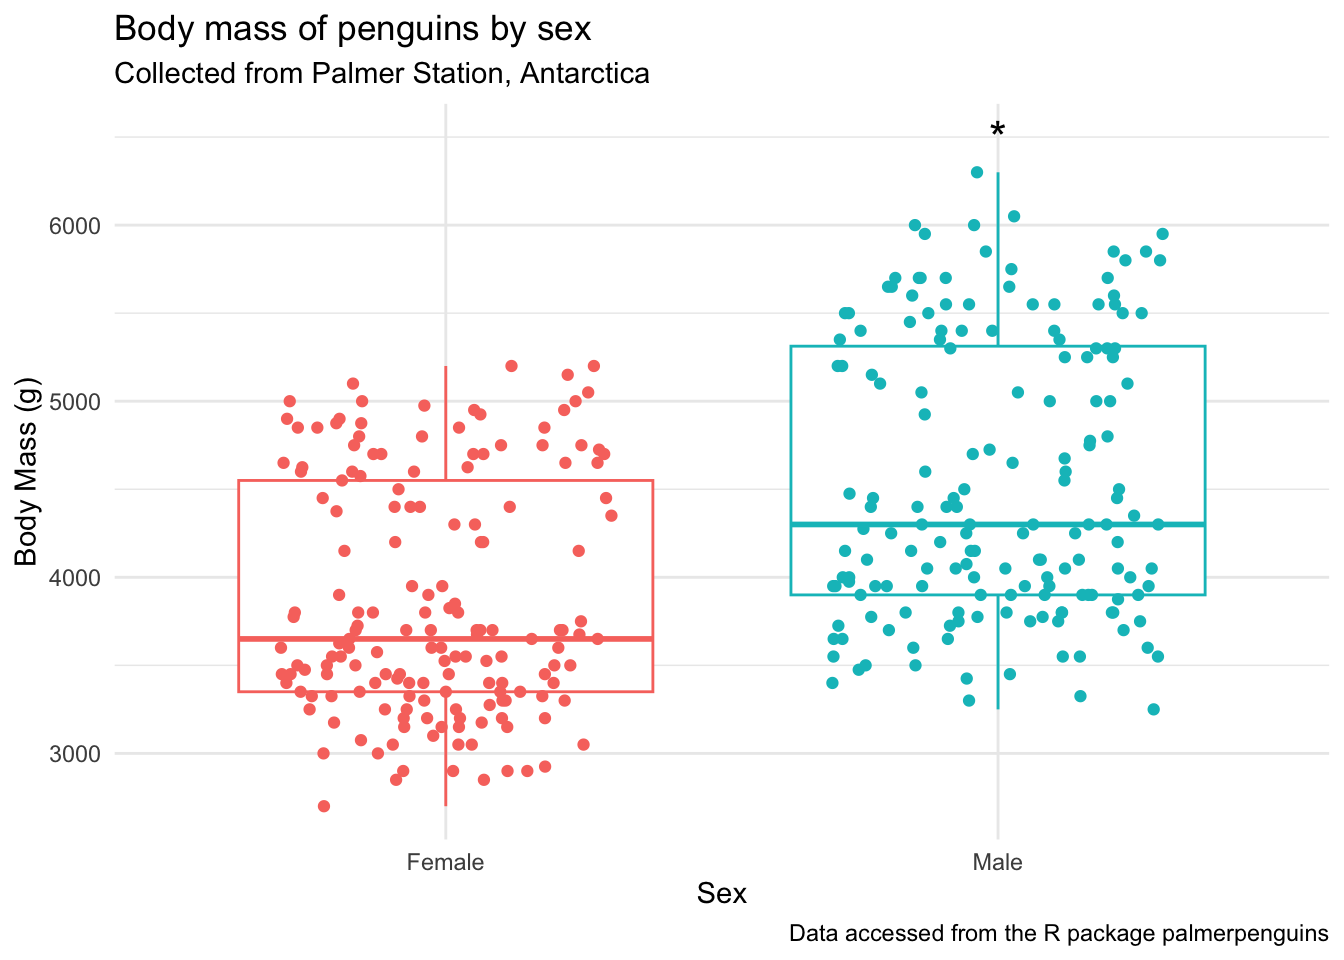 Body mass of penguins by sex
Collected from Palmer Station, Antarctica
*
6000
5000
4000
3000
Body Mass (g)
Female
Male
Sex
Data accessed from the R package palmerpenguins